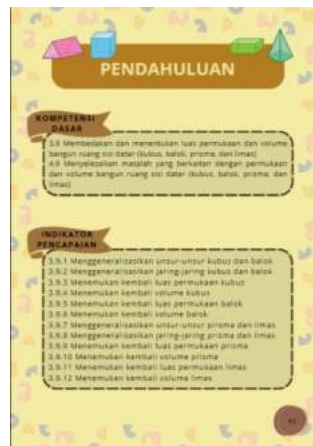 PENDAHULUAN
KOMPETENSI
DASAR
3.9 Membedakan dan menentukan luas permukaan dan volume
bangun ruang sisi datar (kubus, balok, prisma, dan limas)
4.9 Menyelesaikan masalah yang berkaitan dengan permukaan
dan volume bangun ruang sisi datar (kubus, balok, prisma, dan
limas)
INDIKATOR
PENCAPAIAN
3.9.1 Menggeneralisasikan unsur-unsur kubus dan balok
3.9.2 Menggeneralisasikan jaring-jaring kubus dan balok
3.9.3 Menemukan kembali luas permukaan kubus
3.9.4 Menemukan kembali volume kubus
3.9.5 Menemukan kembali luas permukaan balok
3.9.6 Menemukan kembali volume balok
3.9.7 Menggeneralisasikan unsur-unsur prisma dan limas
3.9.8 Menggeneralisasikan jaring-jaring prisma dan limas
3.9.9 Menemukan kembali luas permukaan prisma
3.9.10 Menemukan kembali volume prisma
3.9.11 Menemukan kembali luas permukaan limas
3.9.12 Menemukan kembali volume limas